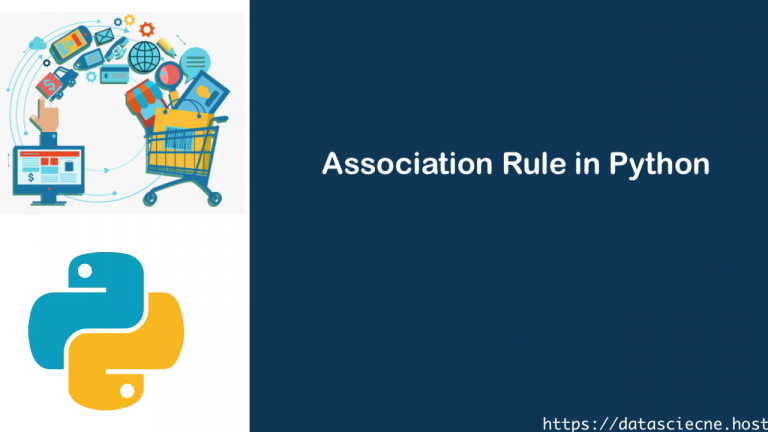 Association Rule in Python
$
$
https://datasciecne.host